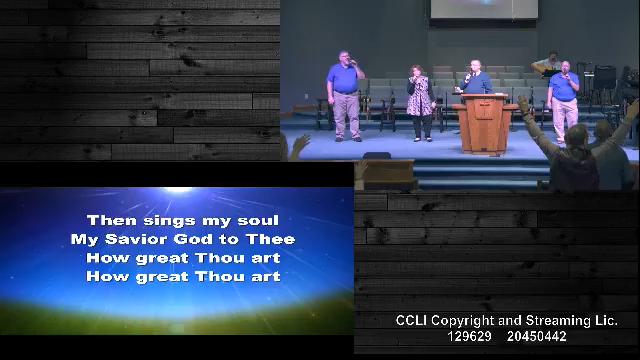 Then sings my soul
My Savior God to Thee
How great Thou art
How great Thou art
CCLI Copyright and Streaming Lic.
129629 20450442